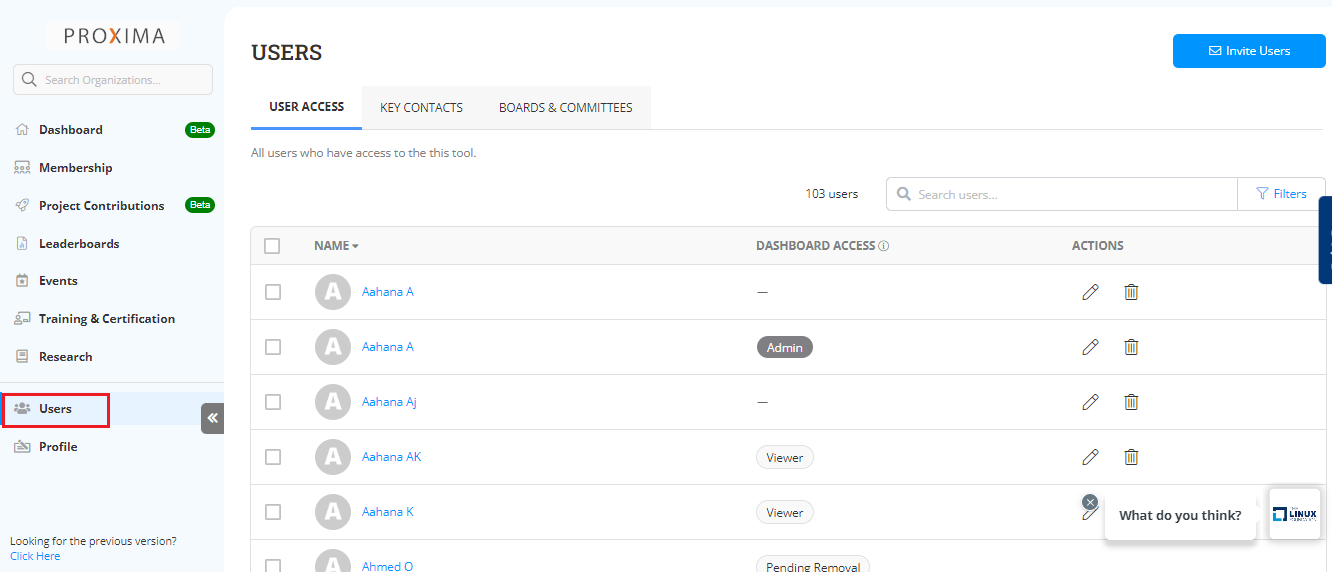 PROXIMA
Search Organizations...
Dashboard Beta
Membership
Project Contributions Beta
Leaderboards
Events
Training & Certification
Research
Users
Profile
Looking for the previous version?
Click Here
USERS
Invite Users
USER ACCESS KEY CONTACTS BOARDS & COMMITTEES
All users who have access to the this tool.
103 users Search users... Filters
NAME DASHBOARD ACCESS ACTIONS
A Aahana A —
A Aahana A Admin
A Aahana Aj —
A Aahana AK Viewer
A Aahana K Viewer
A Ahmed O Pending Removal
What do you think?
THE
LINUX
FOUNDATION